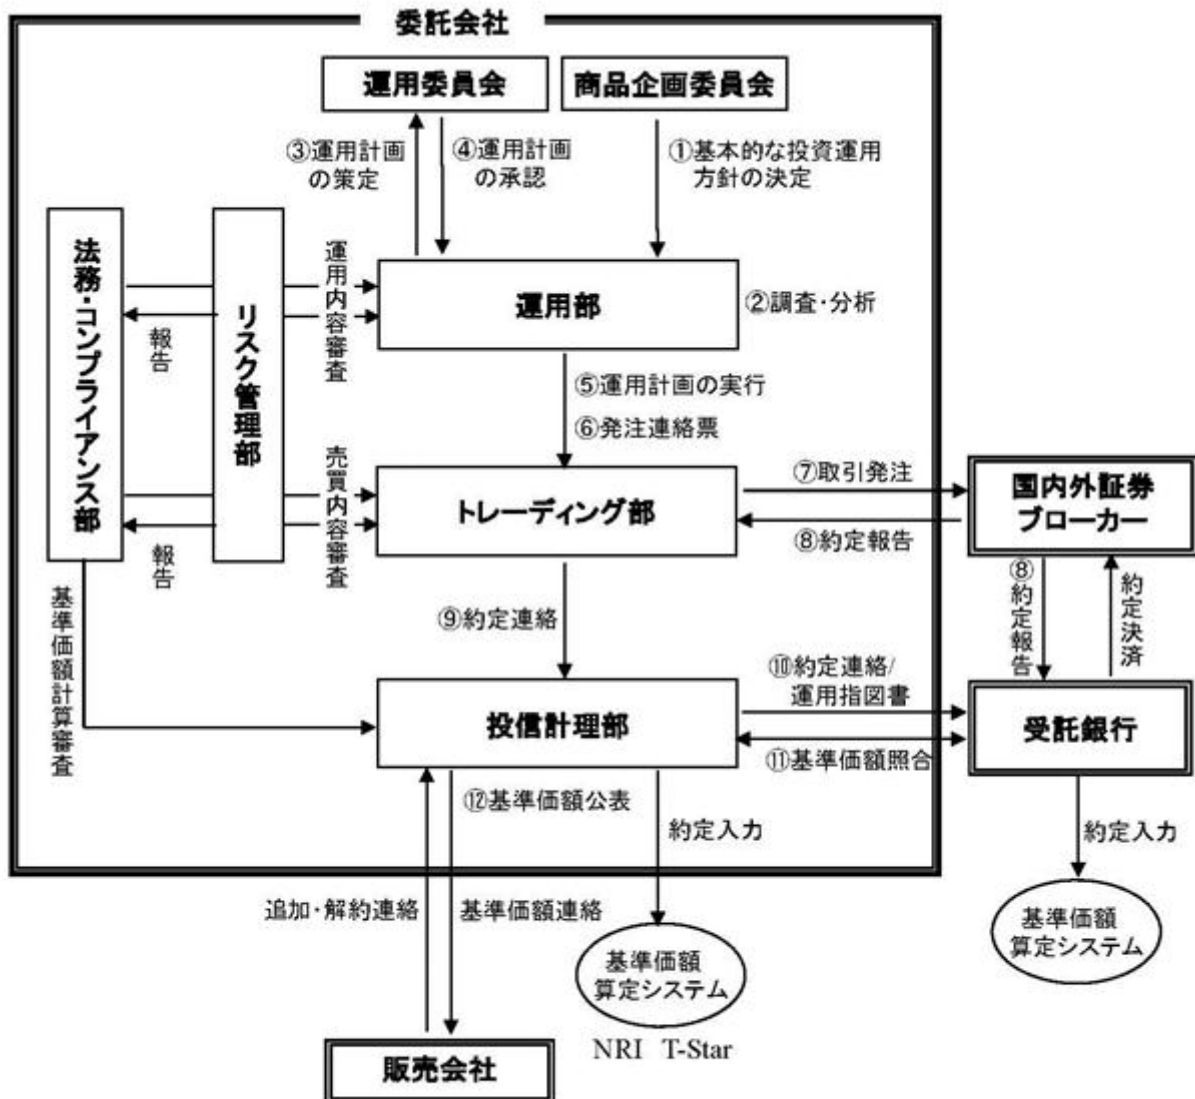 委託会社
運用委員会
商品企画委員会
③運用計画
の策定
④運用計画
の承認
①基本的な投資運用
方針の決定
法務・コンプライアンス部
リスク管理部
運用内容審査
報告
運用部
②調査・分析
⑤運用計画の実行
⑥発注連絡票
売買内容審査
報告
トレーディング部
⑦取引発注
⑧約定報告
国内外証券
ブローカー
⑧約定報告
約定決済
基準価額計算審査
⑨約定連絡
投信計理部
⑩約定連絡/
運用指図書
⑪基準価額照合
受託銀行
⑫基準価額公表
約定入力
約定入力
追加・解約連絡
基準価額連絡
基準価額
算定システム
NRI T-Star
基準価額
算定システム
販売会社